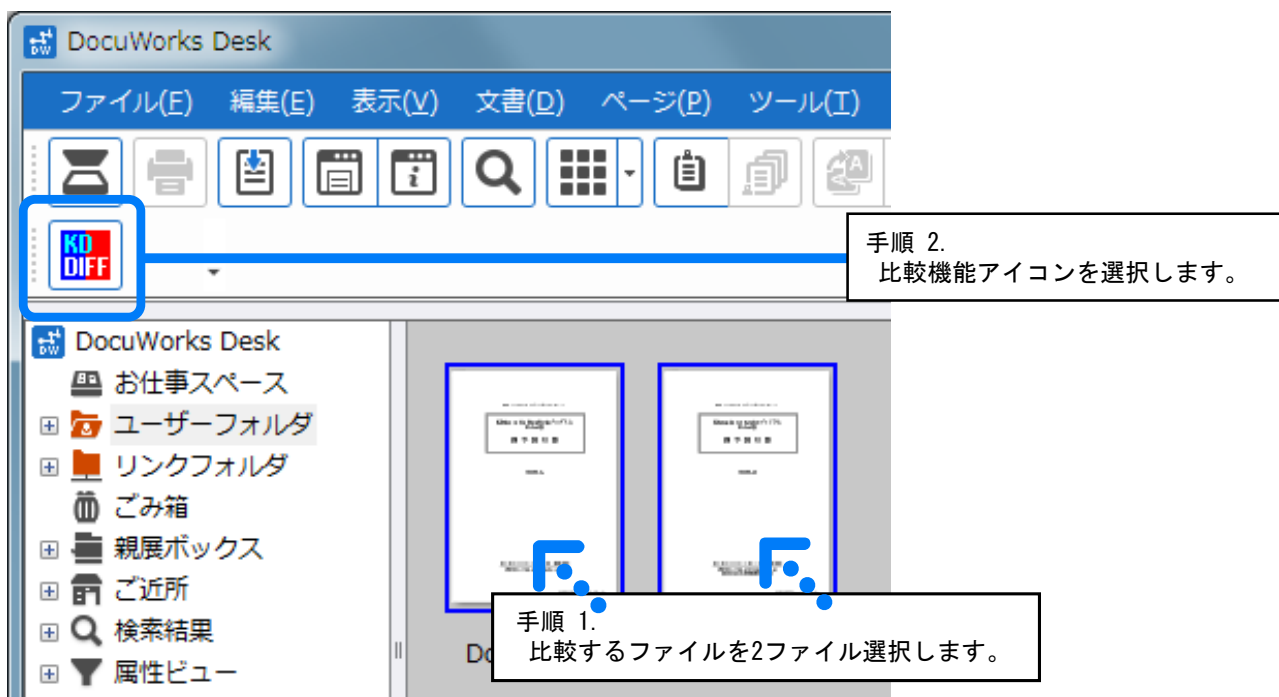 DocuWorks Desk
ファイル(F) 編集(E) 表示(V) 文書(D) ページ(P) ツール(T)
KD
DIFF
手順 2.
比較機能アイコンを選択します。
DocuWorks Desk
お仕事スペース
ユーザーフォルダ
リンクフォルダ
ごみ箱
親展ボックス
ご近所
検索結果
属性ビュー
手順 1.
比較するファイルを2ファイル選択します。